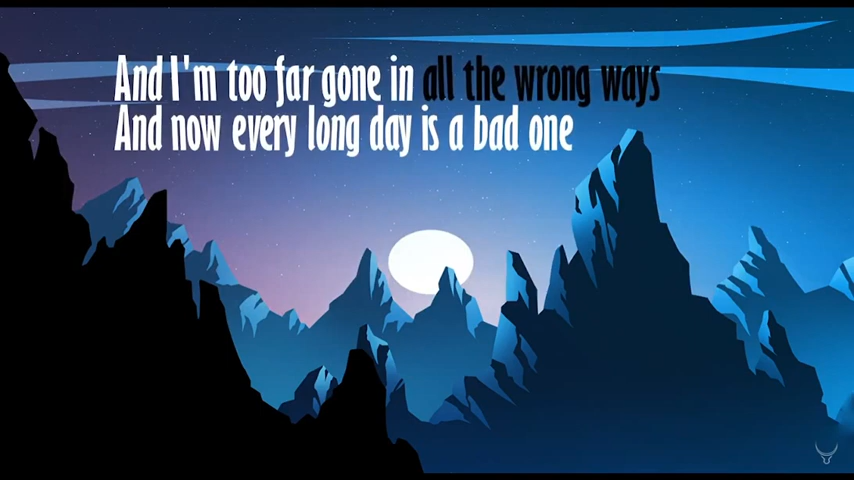 And I'm too far gone in all the wrong ways
And now every long day is a bad one